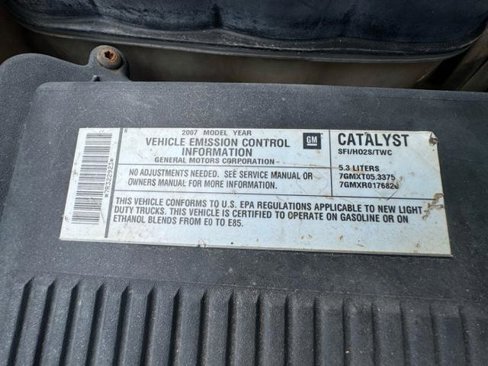 2007 MODEL YEAR
VEHICLE EMISSION CONTROL
INFORMATION
GENERAL MOTORS CORPORATION
GM
NO ADJUSTMENTS NEEDED. SEE SERVICE MANUAL OR
OWNERS MANUAL FOR MORE INFORMATION.
CATALYST
SFI/HO2S/TWC
5.3 LITERS
7GMXT05.3375
7GMXR0176820
THIS VEHICLE CONFORMS TO U.S. EPA REGULATIONS APPLICABLE TO NEW LIGHT
DUTY TRUCKS. THIS VEHICLE IS CERTIFIED TO OPERATE ON GASOLINE OR ON
ETHANOL BLENDS FROM E0 TO E85.